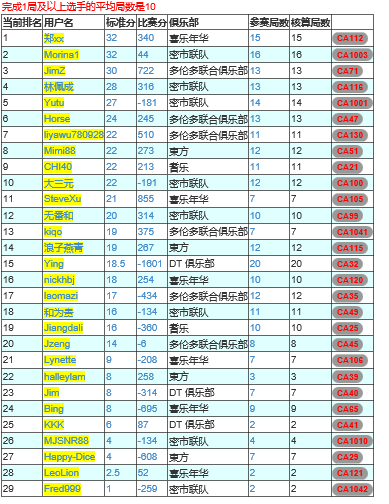 完成1局及以上选手的平均局数是10
当前排名 用户名 标准分 比赛分 俱乐部 参赛局数 核算局数
1 郑xx 32 340 喜乐年华 15 15 CA112
2 Morina1 32 44 密市联队 16 16 CA1003
3 JimZ 30 722 多伦多联合俱乐部 13 13 CA71
4 林佩成 28 316 密市联队 13 13 CA116
5 Yutu 27 -181 密市联队 14 14 CA1001
6 Horse 24 245 多伦多联合俱乐部 13 13 CA47
7 liyawu780928 22 510 多伦多联合俱乐部 11 11 CA130
8 Mimi88 22 273 東方 12 12 CA51
9 CHI40 22 213 耆乐 11 11 CA21
10 大三元 22 -191 密市联队 12 12 CA100
11 SteveXu 21 855 喜乐年华 7 7 CA105
12 无番和 20 314 密市联队 10 10 CA99
13 kiqo 19 375 多伦多联合俱乐部 7 7 CA1041
14 浪子燕青 19 267 東方 12 12 CA115
15 Ying 18.5 -1601 DT 俱乐部 20 20 CA32
16 nickhbj 18 254 喜乐年华 10 10 CA120
17 laomazi 17 -434 多伦多联合俱乐部 12 12 CA35
18 和为贵 16 -134 密市联队 11 11 CA49
19 Jiangdali 16 -360 耆乐 10 10 CA25
20 Jzeng 14 -6 多伦多联合俱乐部 8 8 CA45
21 Lynette 9 -208 喜乐年华 7 7 CA106
22 halleylam 8 258 東方 3 3 CA39
23 Jim 8 -314 DT 俱乐部 7 7 CA40
24 Bing 8 -695 喜乐年华 9 9 CA65
25 KKK 6 87 DT 俱乐部 2 2 CA41
26 MJSNR88 4 -134 密市联队 4 4 CA1010
27 Happy-Dice 4 -608 東方 7 7 CA29
28 LeoLion 2.5 52 喜乐年华 2 2 CA121
29 Fred999 1 -259 密市联队 2 2 CA1042